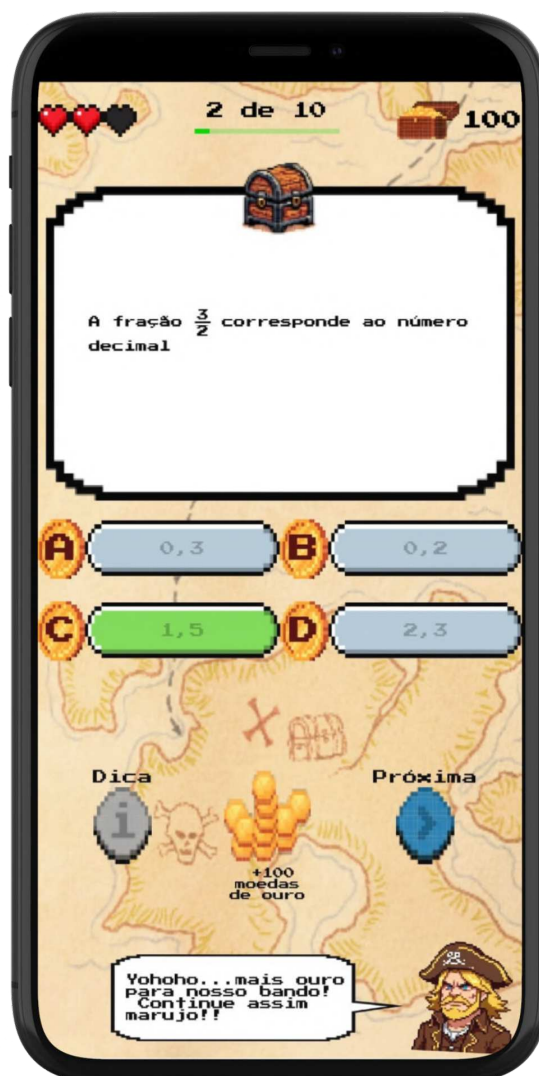 2 de 10
100
A fração 3/2 corresponde ao número
decimal
A 0,3
B 0,2
C 1,5
D 2,3
Dica
Próxima
i
+100
moedas
de ouro
Yohoho...mais ouro
para nosso bando!
Continue assim
marujo!!